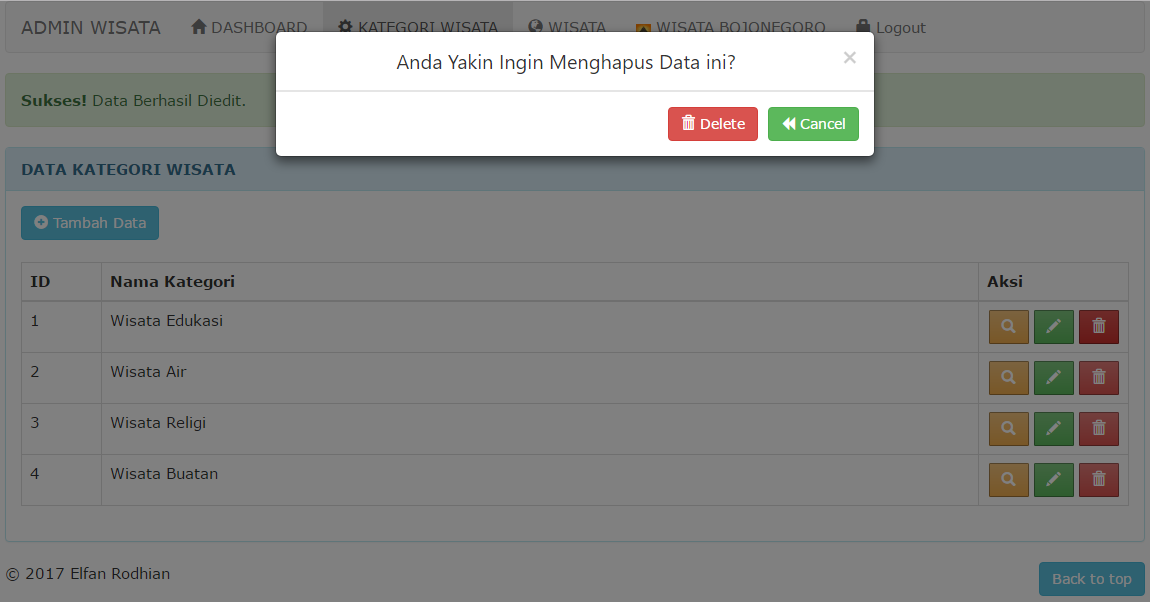 ADMIN WISATA DASHBOARD KATEGORI WISATA WISATA WISATA BOJONEGORO Logout
Anda Yakin Ingin Menghapus Data ini? ×
Delete Cancel
Sukses! Data Berhasil Diedit.
DATA KATEGORI WISATA
Tambah Data
ID Nama Kategori Aksi
1 Wisata Edukasi
2 Wisata Air
3 Wisata Religi
4 Wisata Buatan
© 2017 Elfan Rodhian Back to top